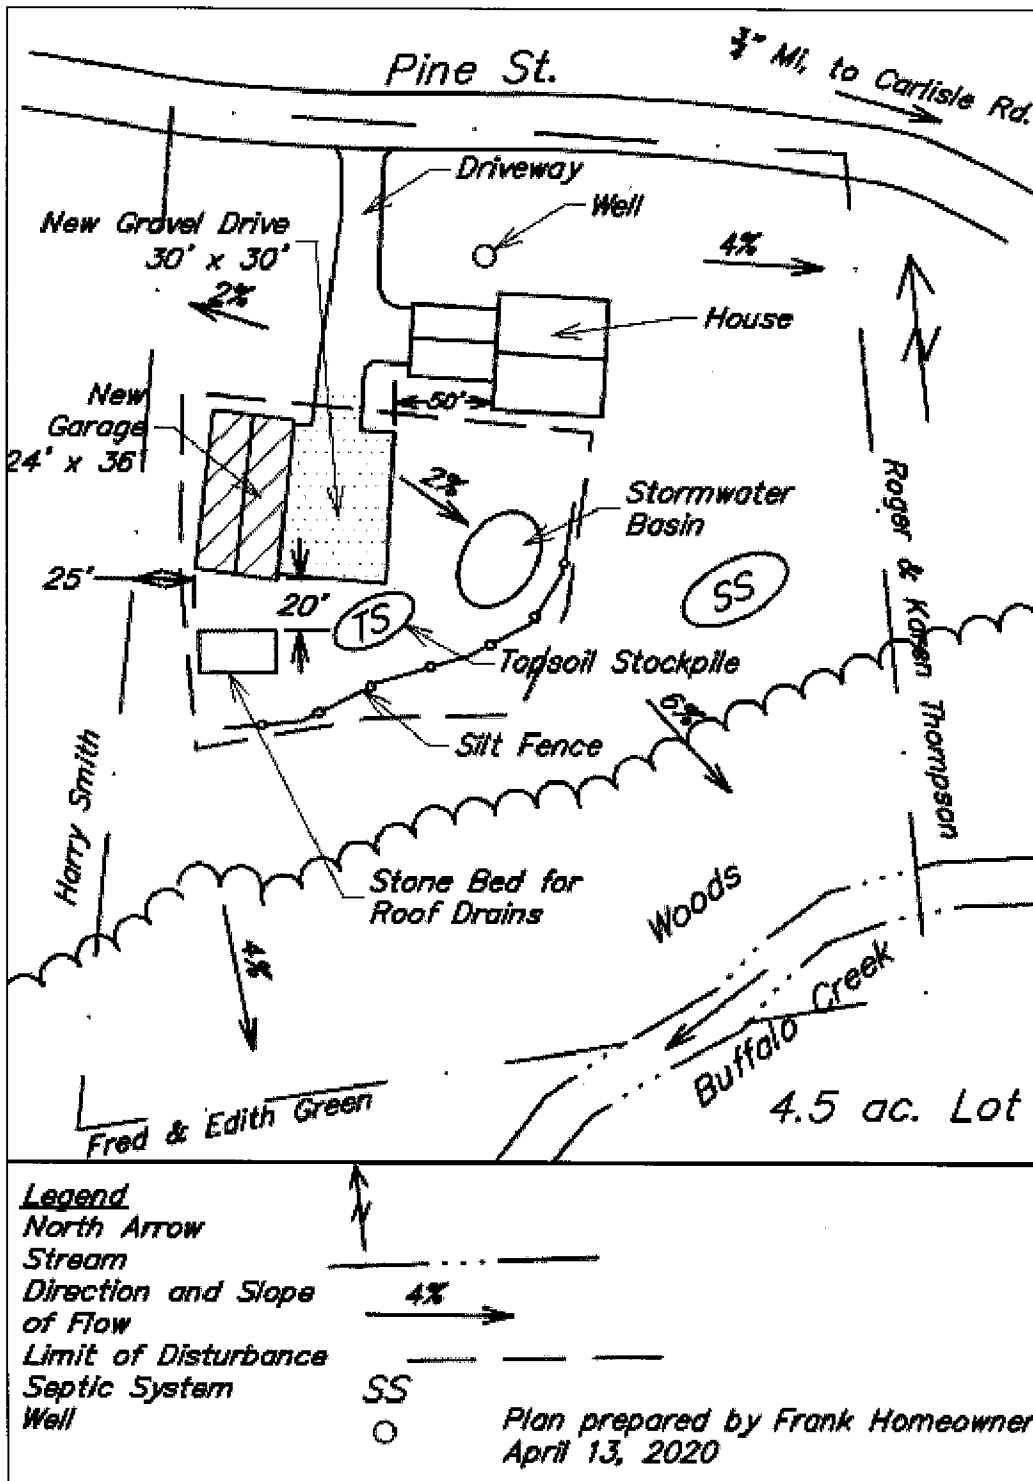 Pine St.
3/4" Mi, to Carlisle Rd.
Driveway
New Gravel Drive
30' x 30'
Well
4%
2%
House
New
Garage
24' x 36'
50'
2%
Stormwater
Basin
25'
20'
TS
SS
Roger & Karen Thompson
Topsoil Stockpile
6%
Silt Fence
Harry Smith
Stone Bed for
Roof Drains
Woods
4%
Buffalo Creek
4.5 ac. Lot
Fred & Edith Green
N
Legend
North Arrow
N
Stream
Direction and Slope
of Flow
4%
Limit of Disturbance
Septic System
SS
Well
Plan prepared by Frank Homeowner
April 13, 2020